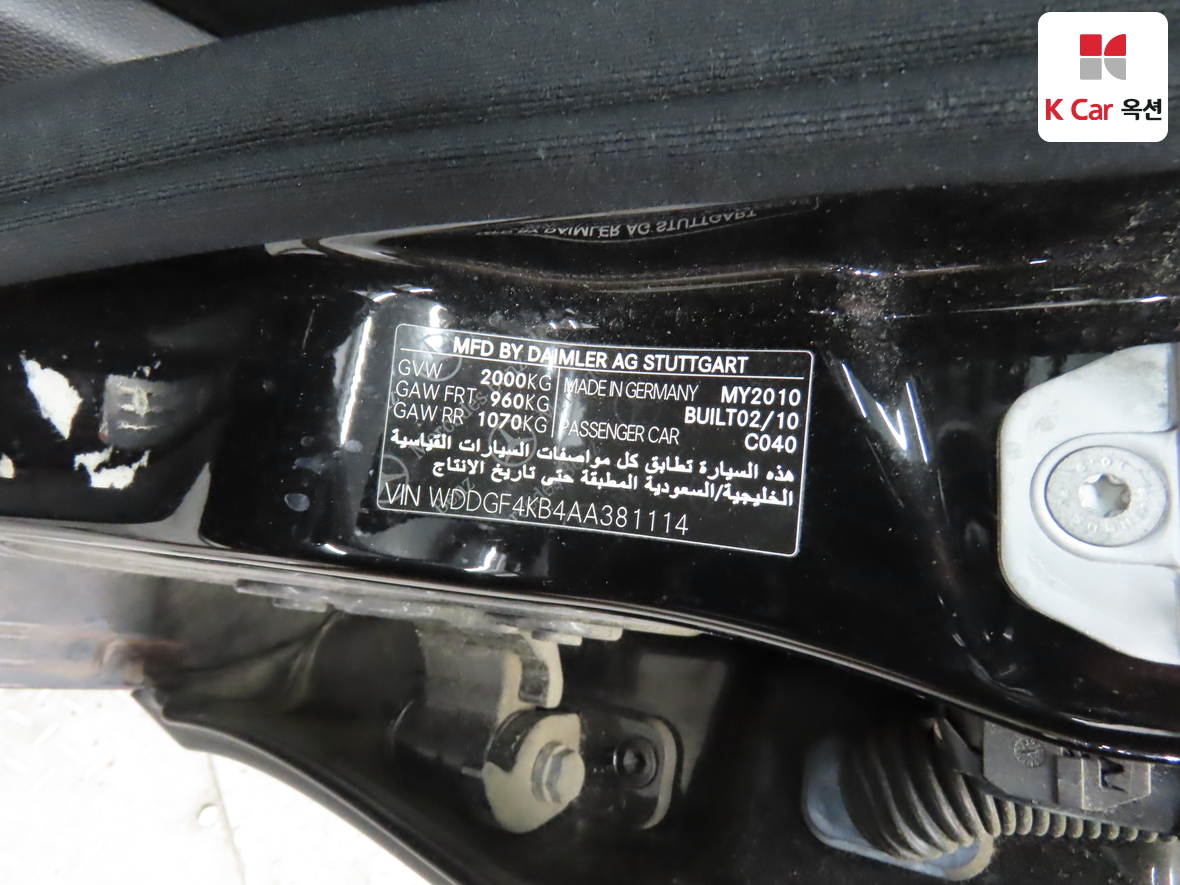 K Car 옥션
MFD BY DAIMLER AG STUTTGART
GVW 2000KG MADE IN GERMANY MY2010
GAW FRT 960KG BUILT02/10
GAW RR 1070KG PASSENGER CAR C040
هذه السيارة تطابق كل مواصفات السيارات القياسية
الخليجية/السعودية المطبقة حتى تاريخ الانتاج
VIN WDDGF4KB4AA381114